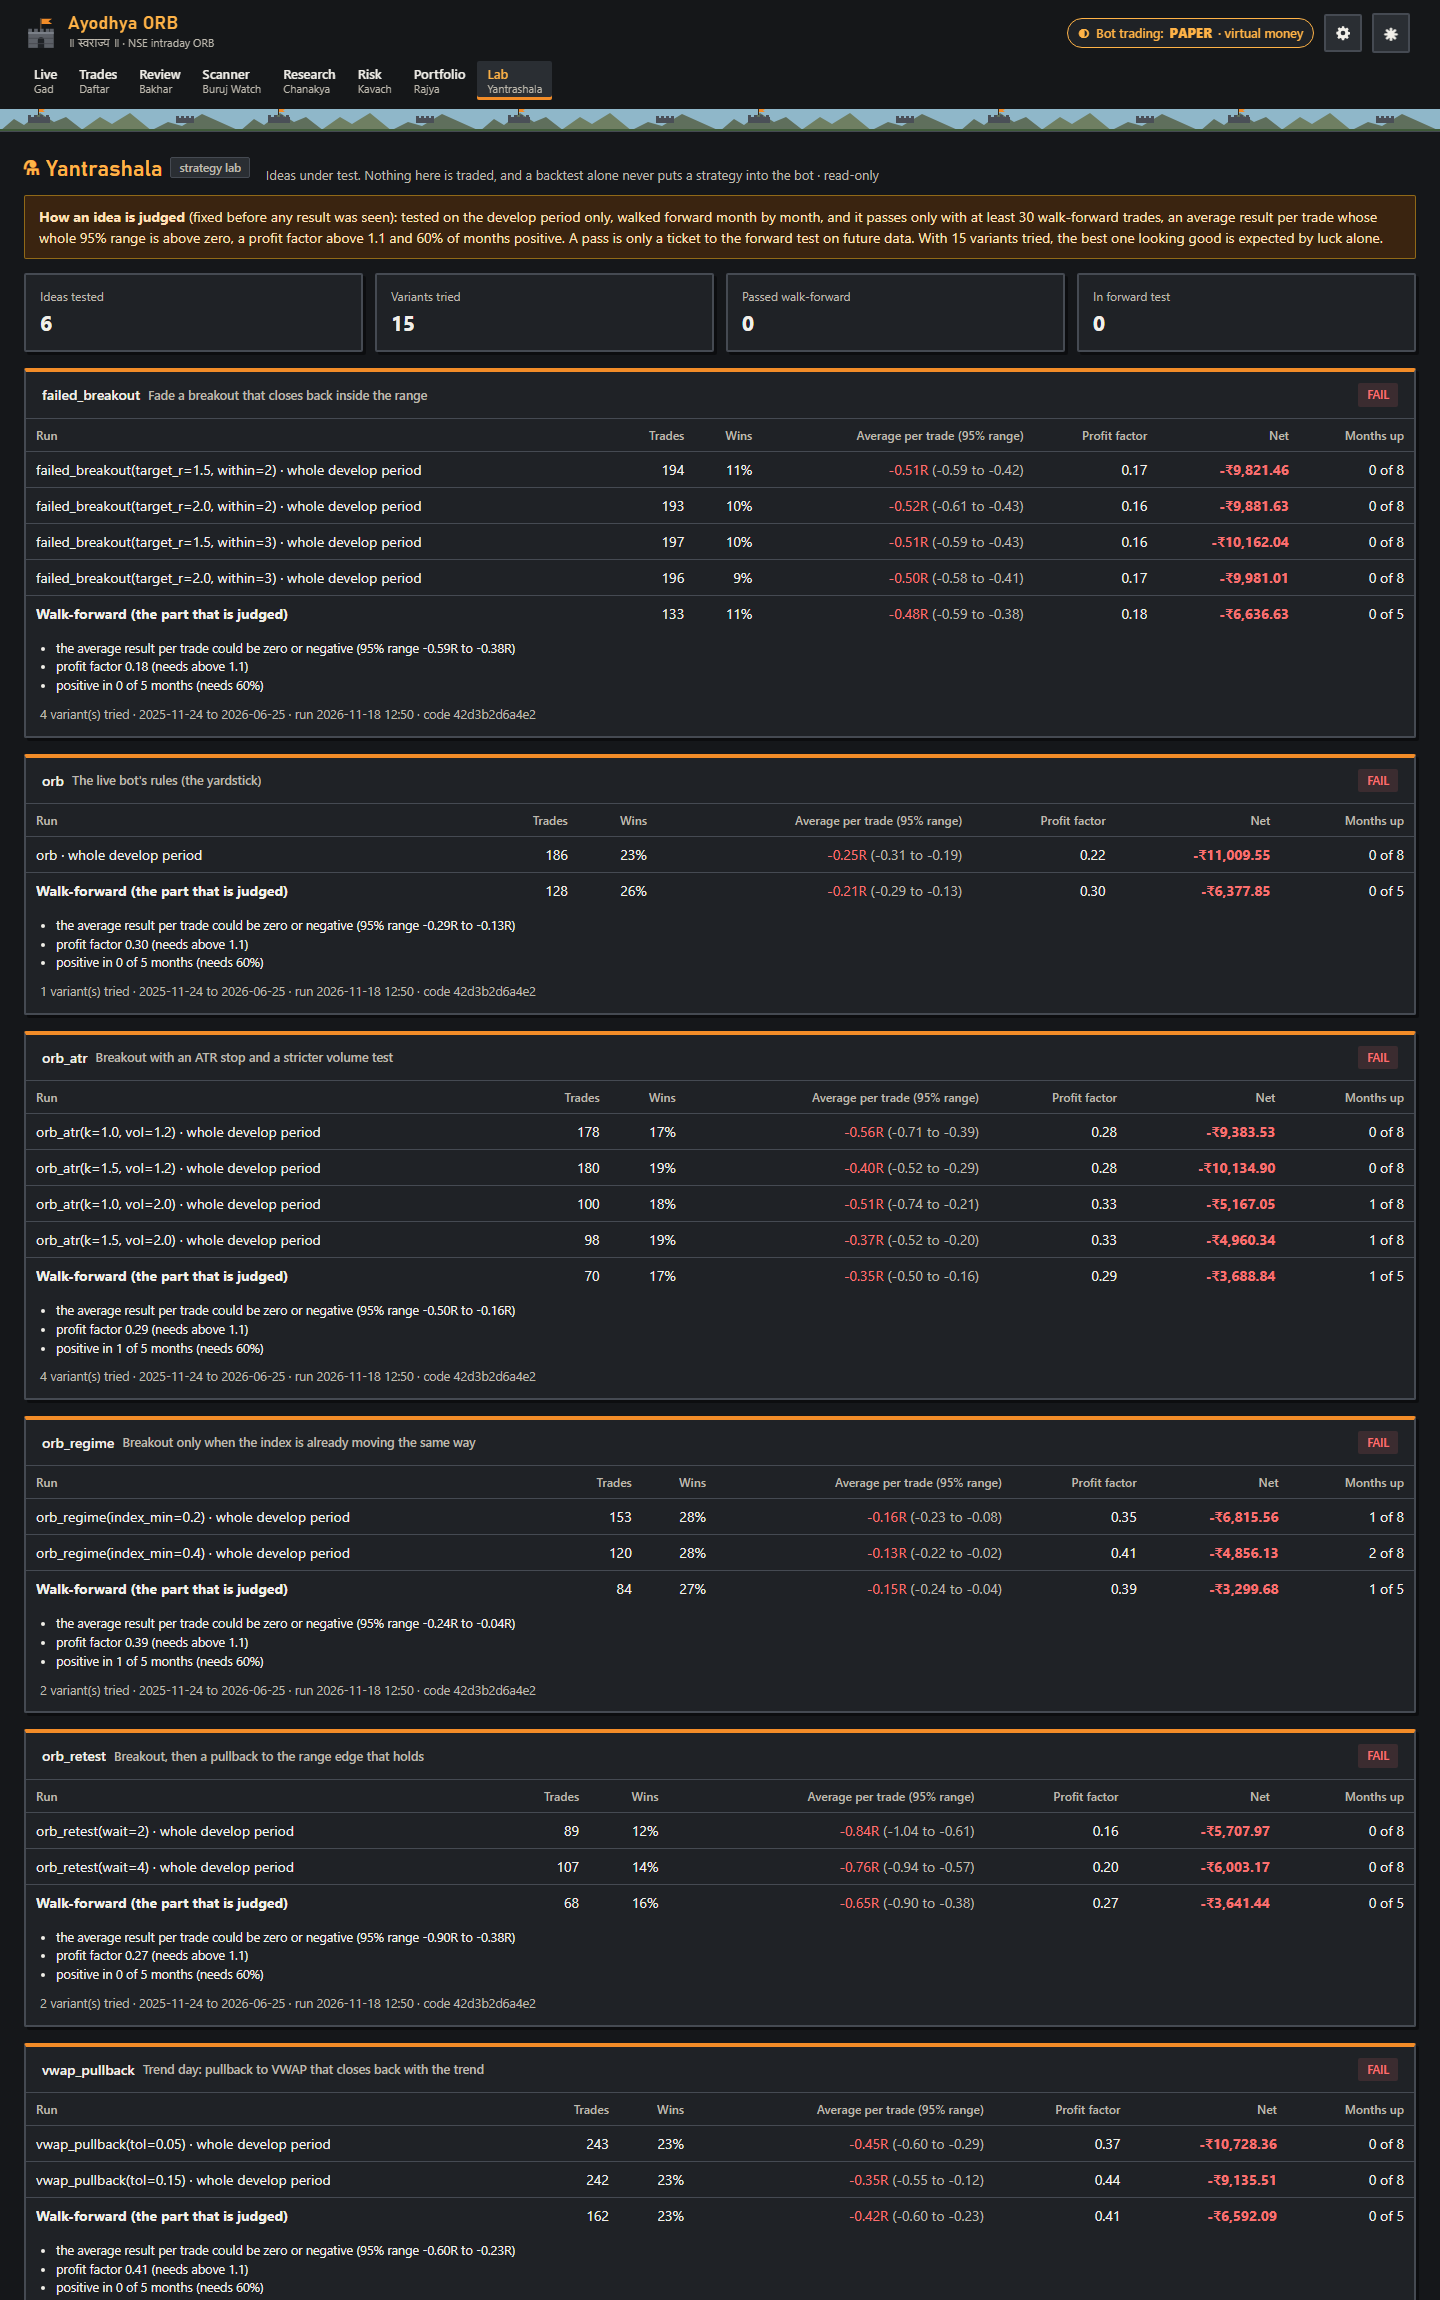 Ayodhya ORB
॥ स्वराज्य ॥ · NSE intraday ORB
Bot trading: PAPER · virtual money
Live Trades Review Scanner Research Risk Portfolio Lab
Gad Daftar Bakhar Buruj Watch Chanakya Kavach Rajya Yantrashala
Yantrashala strategy lab Ideas under test. Nothing here is traded, and a backtest alone never puts a strategy into the bot · read-only
How an idea is judged (fixed before any result was seen): tested on the develop period only, walked forward month by month, and it passes only with at least 30 walk-forward trades, an average result per trade whose
whole 95% range is above zero, a profit factor above 1.1 and 60% of months positive. A pass is only a ticket to the forward test on future data. With 15 variants tried, the best one looking good is expected by luck alone.
Ideas tested Variants tried Passed walk-forward In forward test
6 15 0 0
failed_breakout Fade a breakout that closes back inside the range FAIL
Run Trades Wins Average per trade (95% range) Profit factor Net Months up
failed_breakout(target_r=1.5, within=2) · whole develop period 194 11% -0.51R (-0.59 to -0.42) 0.17 -₹9,821.46 0 of 8
failed_breakout(target_r=2.0, within=2) · whole develop period 193 10% -0.52R (-0.61 to -0.43) 0.16 -₹9,881.63 0 of 8
failed_breakout(target_r=1.5, within=3) · whole develop period 197 10% -0.51R (-0.59 to -0.43) 0.16 -₹10,162.04 0 of 8
failed_breakout(target_r=2.0, within=3) · whole develop period 196 9% -0.50R (-0.58 to -0.41) 0.17 -₹9,981.01 0 of 8
Walk-forward (the part that is judged) 133 11% -0.48R (-0.59 to -0.38) 0.18 -₹6,636.63 0 of 5
• the average result per trade could be zero or negative (95% range -0.59R to -0.38R)
• profit factor 0.18 (needs above 1.1)
• positive in 0 of 5 months (needs 60%)
4 variant(s) tried · 2025-11-24 to 2026-06-25 · run 2026-11-18 12:50 · code 42d3b2d6a4e2
orb The live bot's rules (the yardstick) FAIL
Run Trades Wins Average per trade (95% range) Profit factor Net Months up
orb · whole develop period 186 23% -0.25R (-0.31 to -0.19) 0.22 -₹11,009.55 0 of 8
Walk-forward (the part that is judged) 128 26% -0.21R (-0.29 to -0.13) 0.30 -₹6,377.85 0 of 5
• the average result per trade could be zero or negative (95% range -0.29R to -0.13R)
• profit factor 0.30 (needs above 1.1)
• positive in 0 of 5 months (needs 60%)
1 variant(s) tried · 2025-11-24 to 2026-06-25 · run 2026-11-18 12:50 · code 42d3b2d6a4e2
orb_atr Breakout with an ATR stop and a stricter volume test FAIL
Run Trades Wins Average per trade (95% range) Profit factor Net Months up
orb_atr(k=1.0, vol=1.2) · whole develop period 178 17% -0.56R (-0.71 to -0.39) 0.28 -₹9,383.53 0 of 8
orb_atr(k=1.5, vol=1.2) · whole develop period 180 19% -0.40R (-0.52 to -0.29) 0.28 -₹10,134.90 0 of 8
orb_atr(k=1.0, vol=2.0) · whole develop period 100 18% -0.51R (-0.74 to -0.21) 0.33 -₹5,167.05 1 of 8
orb_atr(k=1.5, vol=2.0) · whole develop period 98 19% -0.37R (-0.52 to -0.20) 0.33 -₹4,960.34 1 of 8
Walk-forward (the part that is judged) 70 17% -0.35R (-0.50 to -0.16) 0.29 -₹3,688.84 1 of 5
• the average result per trade could be zero or negative (95% range -0.50R to -0.16R)
• profit factor 0.29 (needs above 1.1)
• positive in 1 of 5 months (needs 60%)
4 variant(s) tried · 2025-11-24 to 2026-06-25 · run 2026-11-18 12:50 · code 42d3b2d6a4e2
orb_regime Breakout only when the index is already moving the same way FAIL
Run Trades Wins Average per trade (95% range) Profit factor Net Months up
orb_regime(index_min=0.2) · whole develop period 153 28% -0.16R (-0.23 to -0.08) 0.35 -₹6,815.56 1 of 8
orb_regime(index_min=0.4) · whole develop period 120 28% -0.13R (-0.22 to -0.02) 0.41 -₹4,856.13 2 of 8
Walk-forward (the part that is judged) 84 27% -0.15R (-0.24 to -0.04) 0.39 -₹3,299.68 1 of 5
• the average result per trade could be zero or negative (95% range -0.24R to -0.04R)
• profit factor 0.39 (needs above 1.1)
• positive in 1 of 5 months (needs 60%)
2 variant(s) tried · 2025-11-24 to 2026-06-25 · run 2026-11-18 12:50 · code 42d3b2d6a4e2
orb_retest Breakout, then a pullback to the range edge that holds FAIL
Run Trades Wins Average per trade (95% range) Profit factor Net Months up
orb_retest(wait=2) · whole develop period 89 12% -0.84R (-1.04 to -0.61) 0.16 -₹5,707.97 0 of 8
orb_retest(wait=4) · whole develop period 107 14% -0.76R (-0.94 to -0.57) 0.20 -₹6,003.17 0 of 8
Walk-forward (the part that is judged) 68 16% -0.65R (-0.90 to -0.38) 0.27 -₹3,641.44 0 of 5
• the average result per trade could be zero or negative (95% range -0.90R to -0.38R)
• profit factor 0.27 (needs above 1.1)
• positive in 0 of 5 months (needs 60%)
2 variant(s) tried · 2025-11-24 to 2026-06-25 · run 2026-11-18 12:50 · code 42d3b2d6a4e2
vwap_pullback Trend day: pullback to VWAP that closes back with the trend FAIL
Run Trades Wins Average per trade (95% range) Profit factor Net Months up
vwap_pullback(tol=0.05) · whole develop period 243 23% -0.45R (-0.60 to -0.29) 0.37 -₹10,728.36 0 of 8
vwap_pullback(tol=0.15) · whole develop period 242 23% -0.35R (-0.55 to -0.12) 0.44 -₹9,135.51 0 of 8
Walk-forward (the part that is judged) 162 23% -0.42R (-0.60 to -0.23) 0.41 -₹6,592.09 0 of 5
• the average result per trade could be zero or negative (95% range -0.60R to -0.23R)
• profit factor 0.41 (needs above 1.1)
• positive in 0 of 5 months (needs 60%)